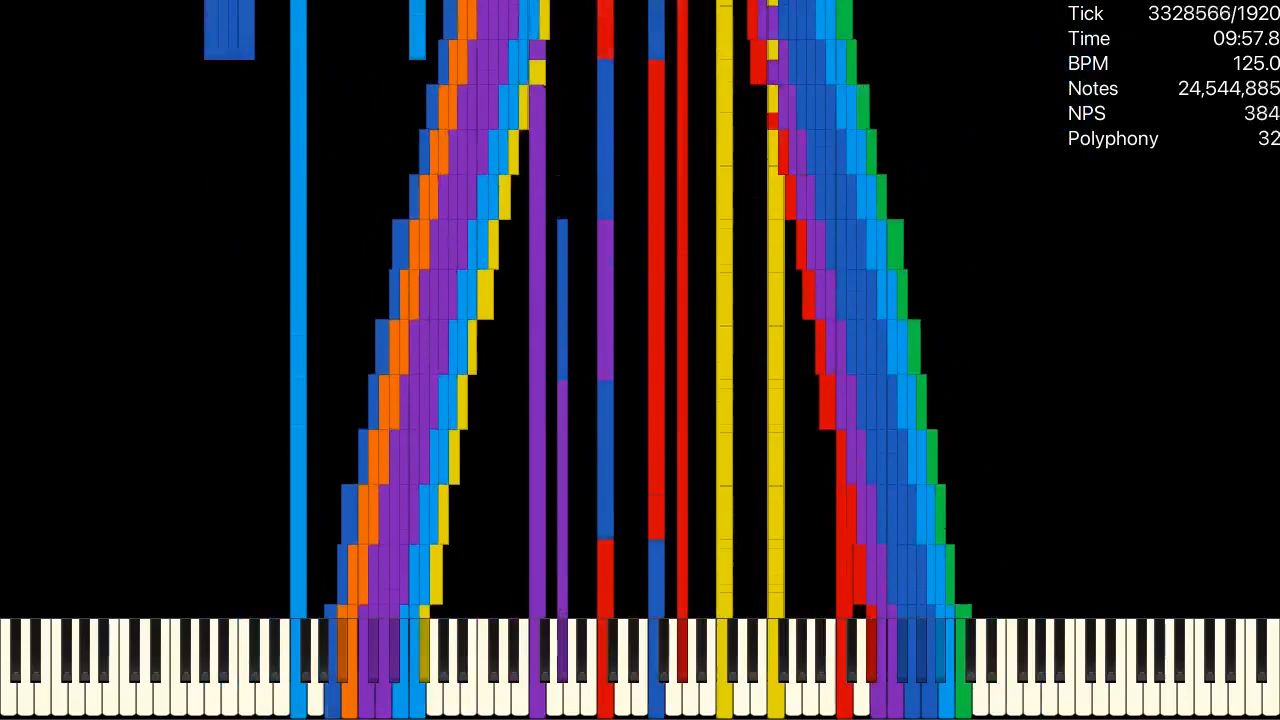 Tick 3328566/1920
Time 09:57.8
BPM 125.0
Notes 24,544,885
NPS 384
Polyphony 32